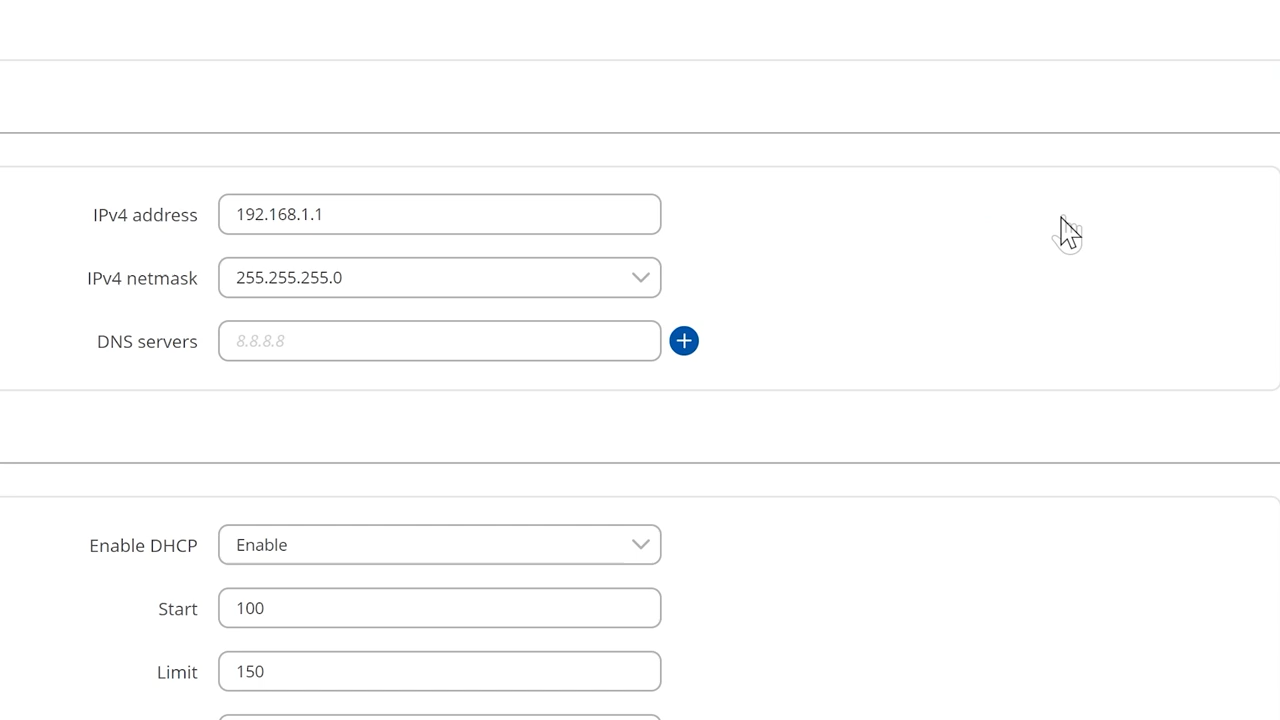 IPv4 address 192.168.1.1
IPv4 netmask 255.255.255.0
DNS servers 8.8.8.8
Enable DHCP Enable
Start 100
Limit 150